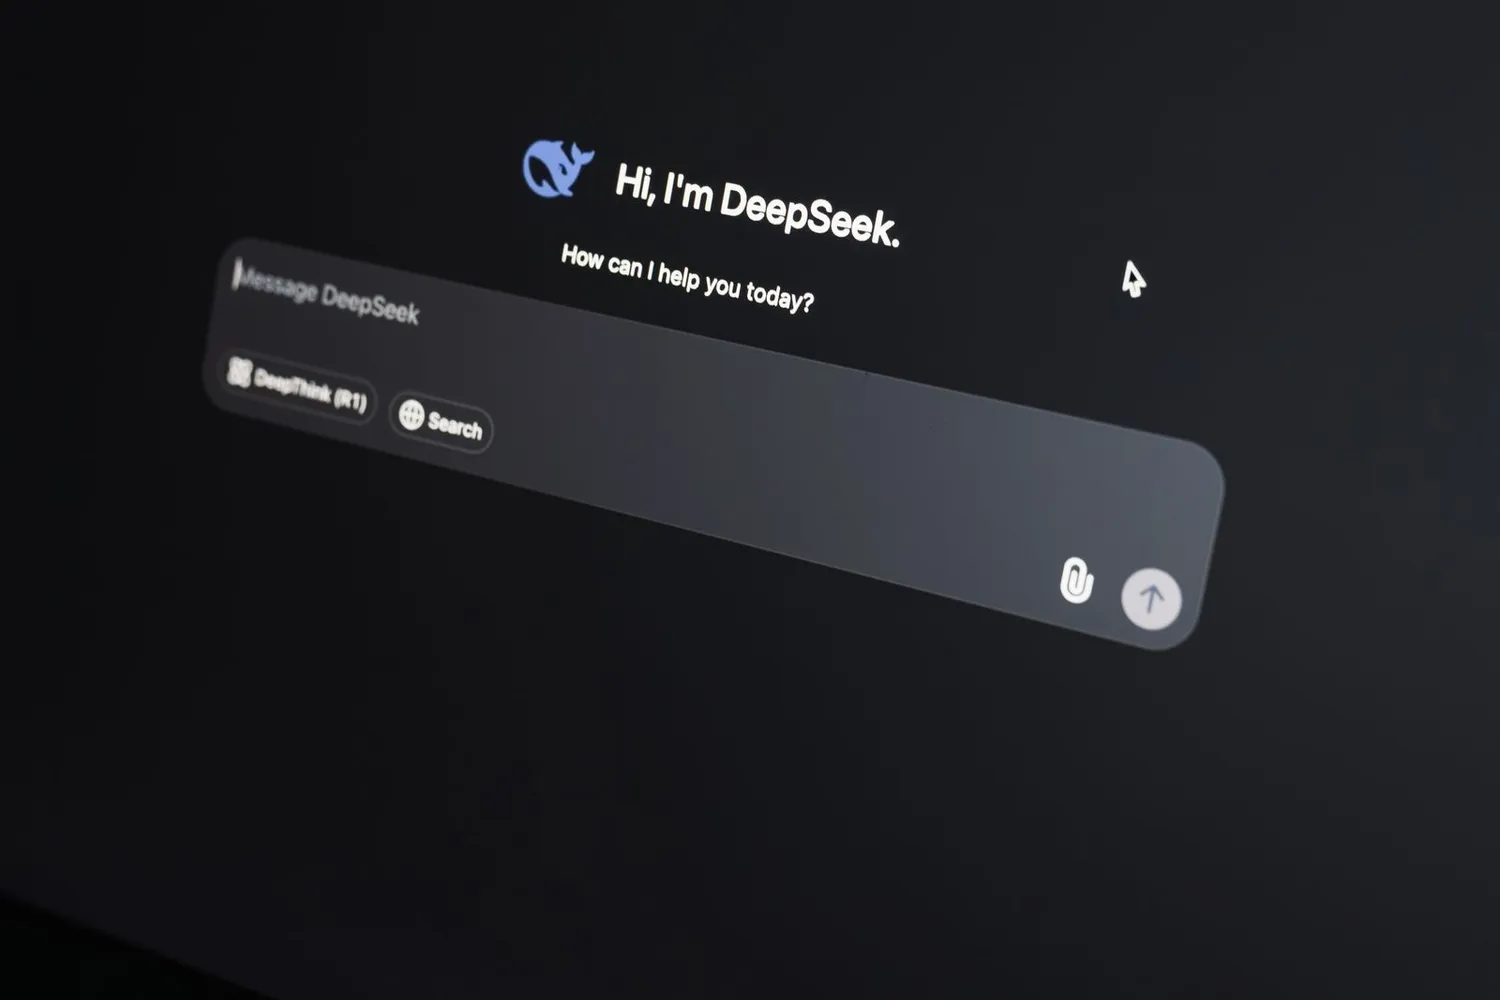 Hi, I'm DeepSeek.
How can I help you today?
Message DeepSeek
DeepThink (R1)
Search